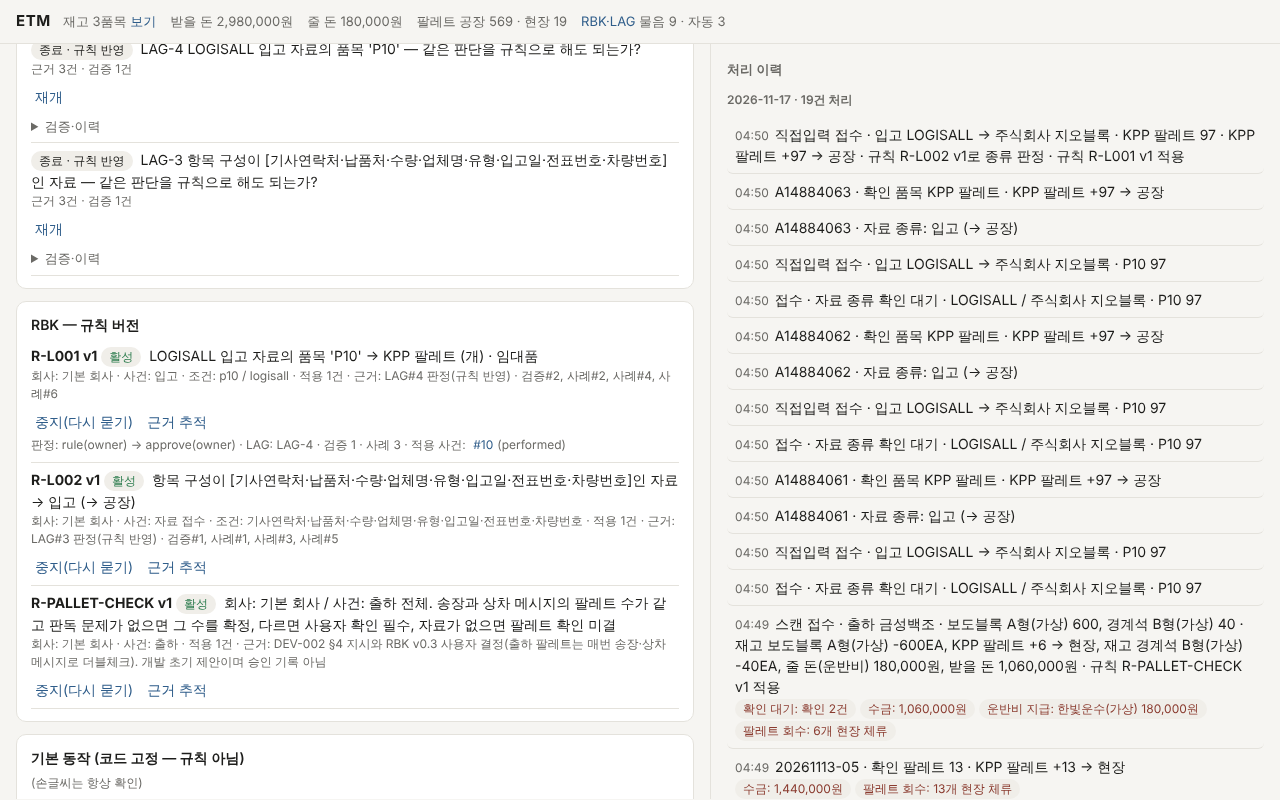 ETM 재고 3품목 보기 받을 돈 2,980,000원 줄 돈 180,000원 팔레트 공장 569 · 현장 19 RBK·LAG 물음 9 · 자동 3
종료 · 규칙 반영 LAG-4 LOGISALL 입고 자료의 품목 'P10' — 같은 판단을 규칙으로 해도 되는가?
근거 3건 · 검증 1건
재개
▶ 검증·이력
종료 · 규칙 반영 LAG-3 항목 구성이 [기사연락처·납품처·수량·업체명·유형·입고일·전표번호·차량번호]
인 자료 — 같은 판단을 규칙으로 해도 되는가?
근거 3건 · 검증 1건
재개
▶ 검증·이력
RBK — 규칙 버전
R-L001 v1 활성 LOGISALL 입고 자료의 품목 'P10' → KPP 팔레트 (개) · 임대품
회사: 기본 회사 · 사건: 입고 · 조건: p10 / logisall · 적용 1건 · 근거: LAG#4 판정(규칙 반영) · 검증#2, 사례#2, 사례#4, 사
례#6
중지(다시 묻기) 근거 추적
판정: rule(owner) → approve(owner) · LAG: LAG-4 · 검증 1 · 사례 3 · 적용 사건: #10 (performed)
R-L002 v1 활성 항목 구성이 [기사연락처·납품처·수량·업체명·유형·입고일·전표번호·차량번호]인 자료
→ 입고 (→ 공장)
회사: 기본 회사 · 사건: 자료 접수 · 조건: 기사연락처·납품처·수량·업체명·유형·입고일·전표번호·차량번호 · 적용 1건 · 근거:
LAG#3 판정(규칙 반영) · 검증#1, 사례#1, 사례#3, 사례#5
중지(다시 묻기) 근거 추적
R-PALLET-CHECK v1 활성 회사: 기본 회사 / 사건: 출하 전체. 송장과 상차 메시지의 팔레트 수가 같
고 판독 문제가 없으면 그 수를 확정, 다르면 사용자 확인 필수, 자료가 없으면 팔레트 확인 미결
회사: 기본 회사 · 사건: 출하 · 적용 1건 · 근거: DEV-002 §4 지시와 RBK v0.3 사용자 결정(출하 팔레트는 매번 송장·상차
메시지로 더블체크). 개발 초기 제안이며 승인 기록 아님
중지(다시 묻기) 근거 추적
기본 동작 (코드 고정 — 규칙 아님)
(손글씨는 항상 확인)
처리 이력
2026-11-17 · 19건 처리
04:50 직접입력 접수 · 입고 LOGISALL → 주식회사 지오블록 · KPP 팔레트 97 · KPP
팔레트 +97 → 공장 · 규칙 R-L002 v1로 종류 판정 · 규칙 R-L001 v1 적용
04:50 A14884063 · 확인 품목 KPP 팔레트 · KPP 팔레트 +97 → 공장
04:50 A14884063 · 자료 종류: 입고 (→ 공장)
04:50 직접입력 접수 · 입고 LOGISALL → 주식회사 지오블록 · P10 97
04:50 접수 · 자료 종류 확인 대기 · LOGISALL / 주식회사 지오블록 · P10 97
04:50 A14884062 · 확인 품목 KPP 팔레트 · KPP 팔레트 +97 → 공장
04:50 A14884062 · 자료 종류: 입고 (→ 공장)
04:50 직접입력 접수 · 입고 LOGISALL → 주식회사 지오블록 · P10 97
04:50 접수 · 자료 종류 확인 대기 · LOGISALL / 주식회사 지오블록 · P10 97
04:50 A14884061 · 확인 품목 KPP 팔레트 · KPP 팔레트 +97 → 공장
04:50 A14884061 · 자료 종류: 입고 (→ 공장)
04:50 직접입력 접수 · 입고 LOGISALL → 주식회사 지오블록 · P10 97
04:50 접수 · 자료 종류 확인 대기 · LOGISALL / 주식회사 지오블록 · P10 97
04:49 스캔 접수 · 출하 금성백조 · 보도블록 A형(가상) 600, 경계석 B형(가상) 40 ·
재고 보도블록 A형(가상) -600EA, KPP 팔레트 +6 → 현장, 재고 경계석 B형(가상)
-40EA, 줄 돈(운반비) 180,000원, 받을 돈 1,060,000원 · 규칙 R-PALLET-CHECK
v1 적용
확인 대기: 확인 2건 수금: 1,060,000원 운반비 지급: 한빛운수(가상) 180,000원
팔레트 회수: 6개 현장 체류
04:49 20261113-05 · 확인 팔레트 13 · KPP 팔레트 +13 → 현장
수금: 1,440,000원 팔레트 회수: 13개 현장 체류